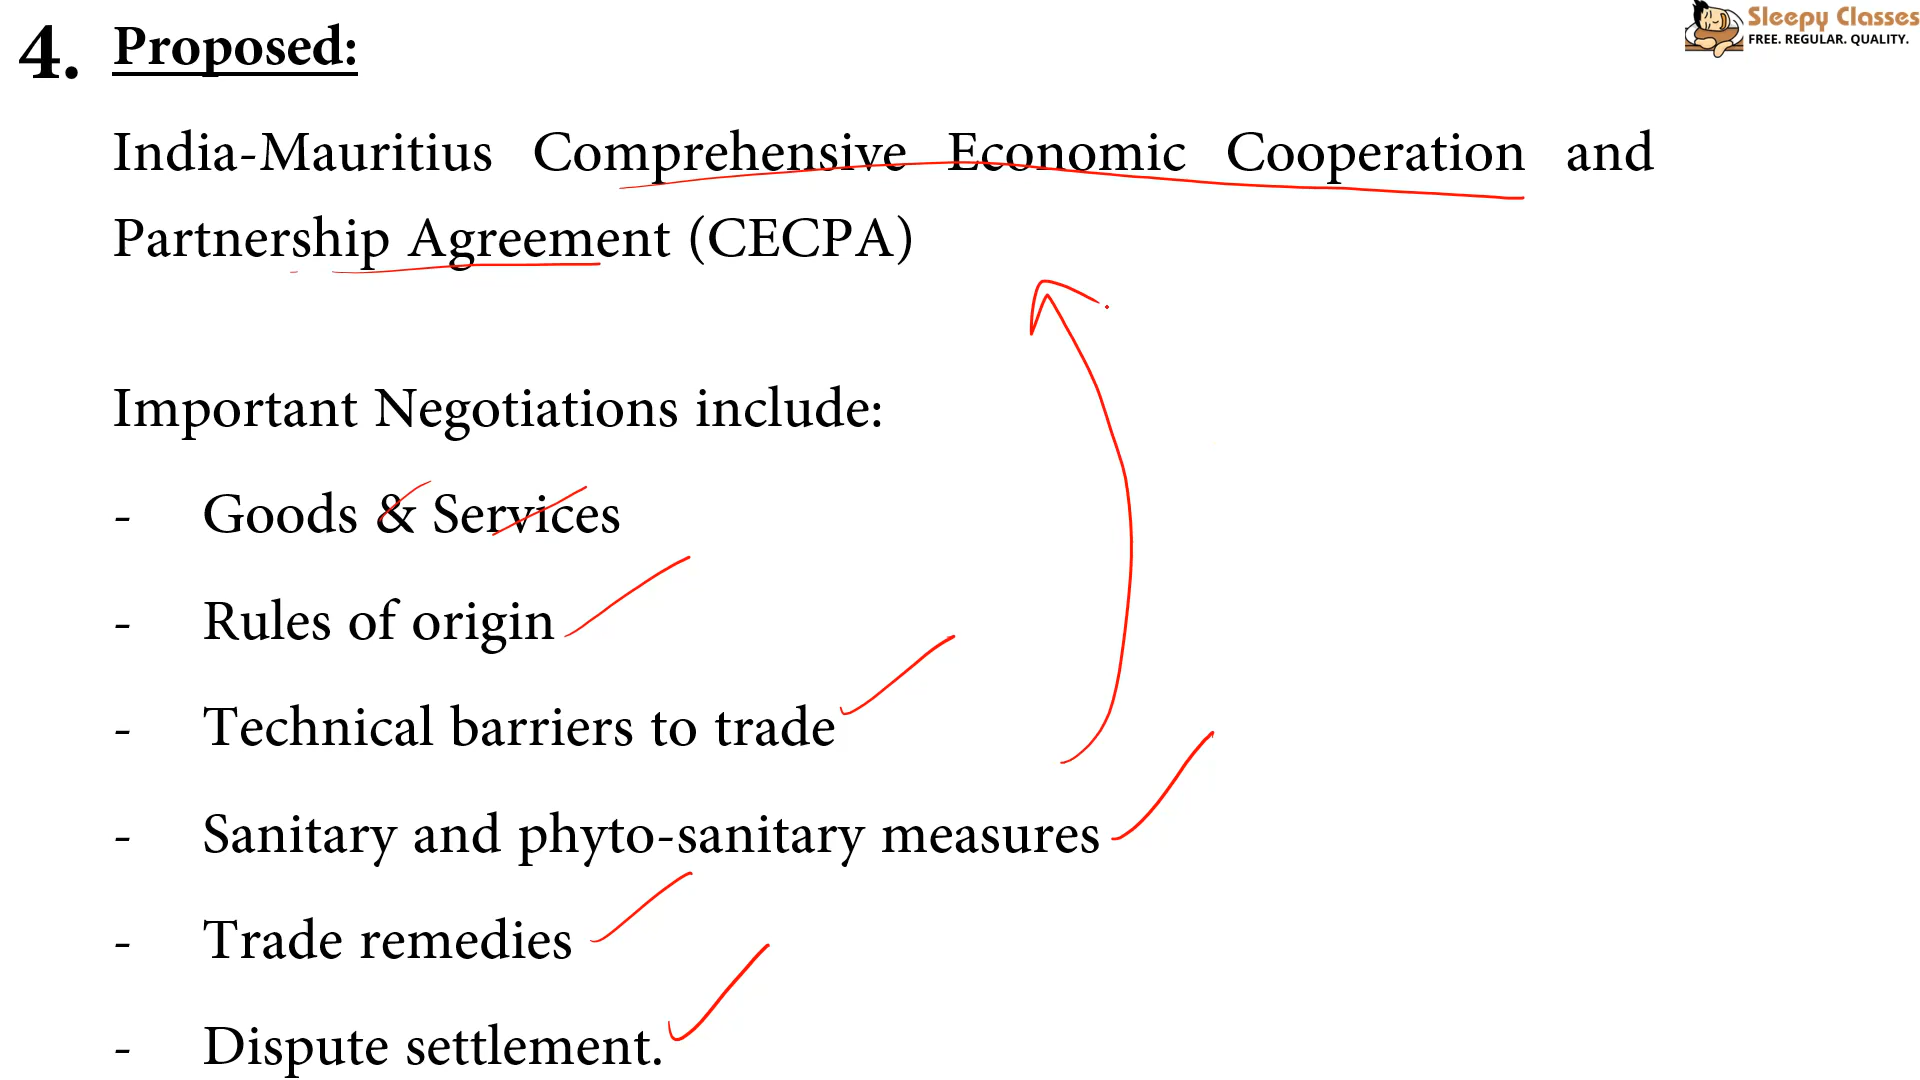 Sleepy Classes
FREE. REGULAR. QUALITY.
4. Proposed:
India-Mauritius Comprehensive Economic Cooperation and
Partnership Agreement (CECPA)
Important Negotiations include:
- Goods & Services
- Rules of origin
- Technical barriers to trade
- Sanitary and phyto-sanitary measures
- Trade remedies
- Dispute settlement.